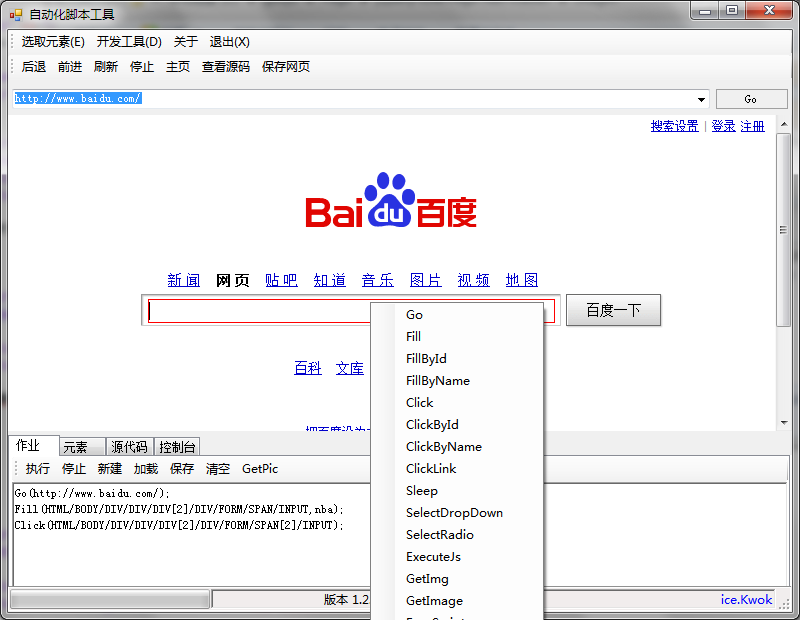 自动化脚本工具
选取元素(E) 开发工具(D) 关于 退出(X)
后退 前进 刷新 停止 主页 查看源码 保存网页
http://www.baidu.com/ Go
搜索设置 | 登录 注册
Bai du 百度
新闻 网页 贴吧 知道 音乐 图片 视频 地图
百度一下
百科 文库
Go
Fill
FillById
FillByName
Click
ClickById
ClickByName
ClickLink
Sleep
SelectDropDown
SelectRadio
ExecuteJs
GetImg
GetImage
作业 元素 源代码 控制台
执行 停止 新建 加载 保存 清空 GetPic
Go(http://www.baidu.com/);
Fill(HTML/BODY/DIV/DIV/DIV[2]/DIV/FORM/SPAN/INPUT,nba);
Click(HTML/BODY/DIV/DIV/DIV[2]/DIV/FORM/SPAN[2]/INPUT);
版本 1.2
ice.Kwok